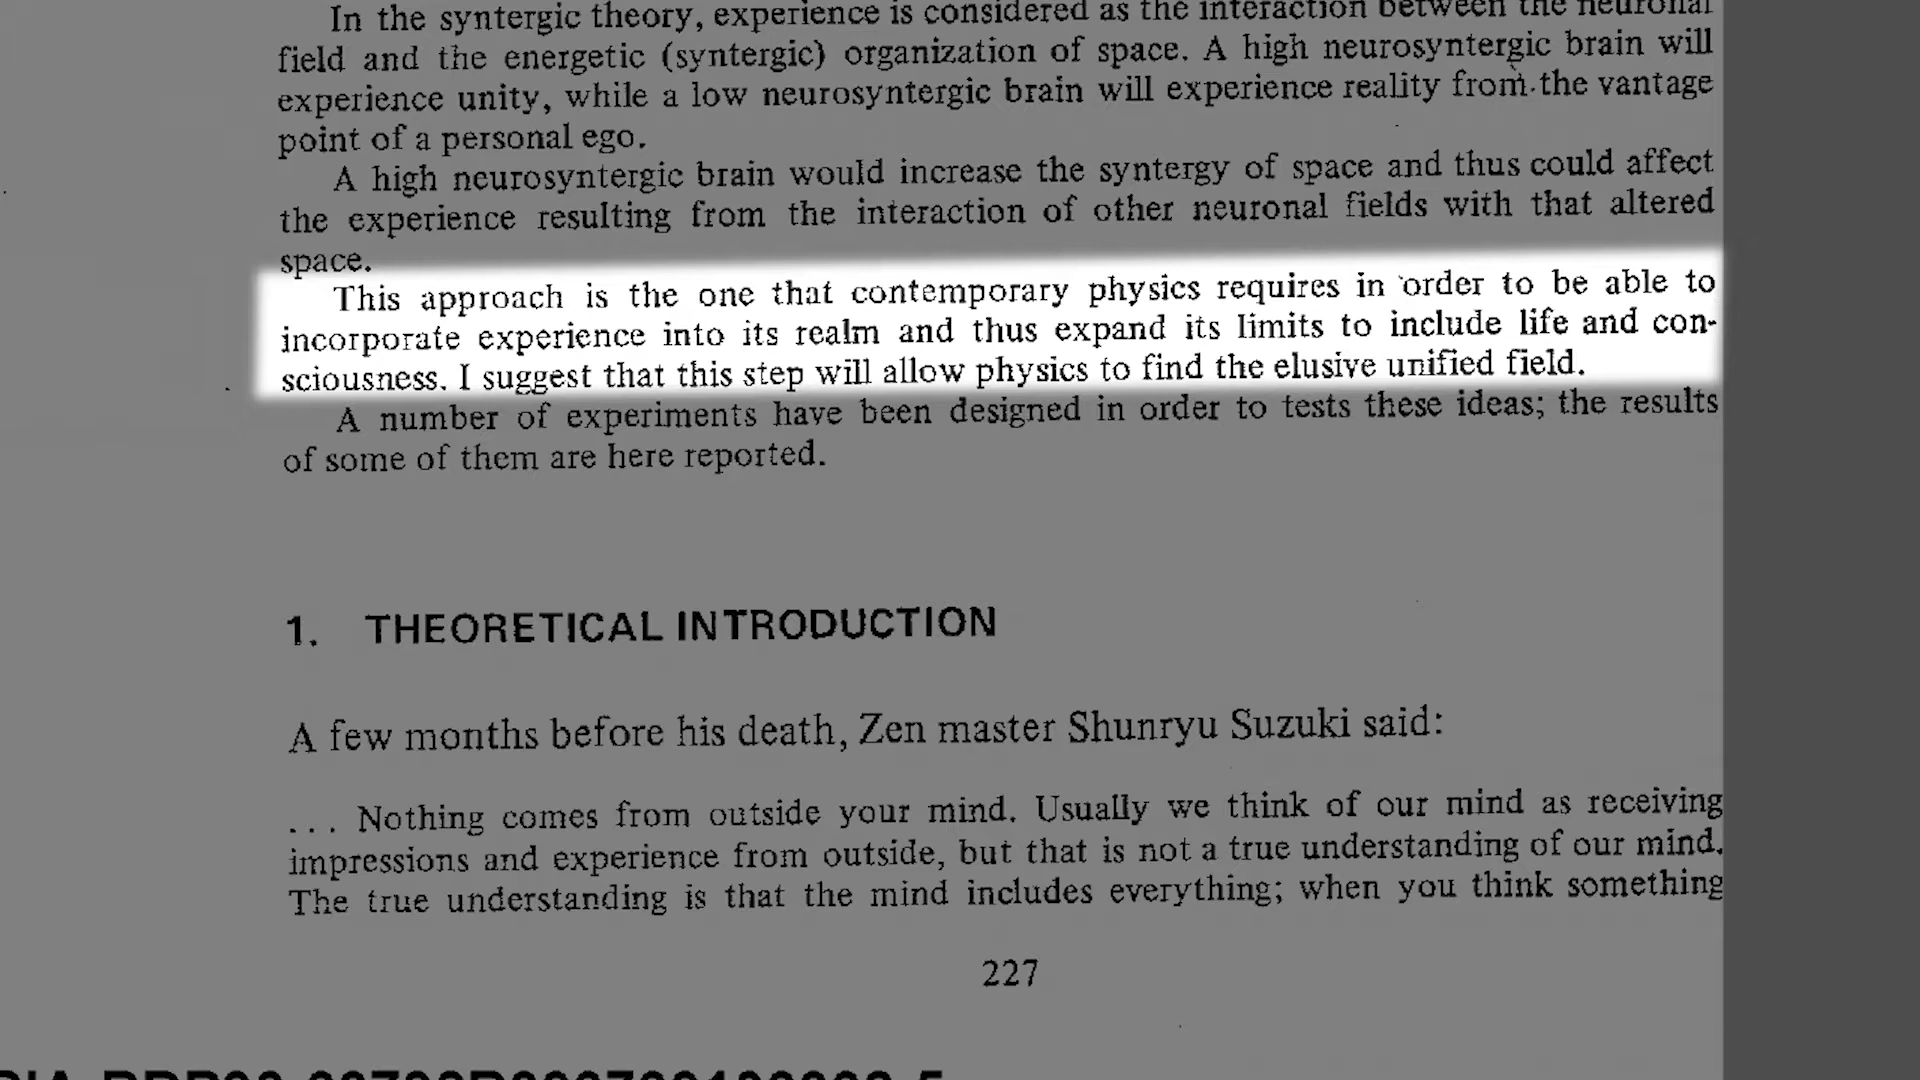 In the syntergic theory, experience is considered as the interaction between the neuronal
field and the energetic (syntergic) organization of space. A high neurosyntergic brain will
experience unity, while a low neurosyntergic brain will experience reality from the vantage
point of a personal ego.
A high neurosyntergic brain would increase the syntergy of space and thus could affect
the experience resulting from the interaction of other neuronal fields with that altered
space.
This approach is the one that contemporary physics requires in order to be able to
incorporate experience into its realm and thus expand its limits to include life and con-
sciousness. I suggest that this step will allow physics to find the elusive unified field.
A number of experiments have been designed in order to tests these ideas; the results
of some of them are here reported.
1. THEORETICAL INTRODUCTION
A few months before his death, Zen master Shunryu Suzuki said:
... Nothing comes from outside your mind. Usually we think of our mind as receiving
impressions and experience from outside, but that is not a true understanding of our mind.
The true understanding is that the mind includes everything; when you think something
227